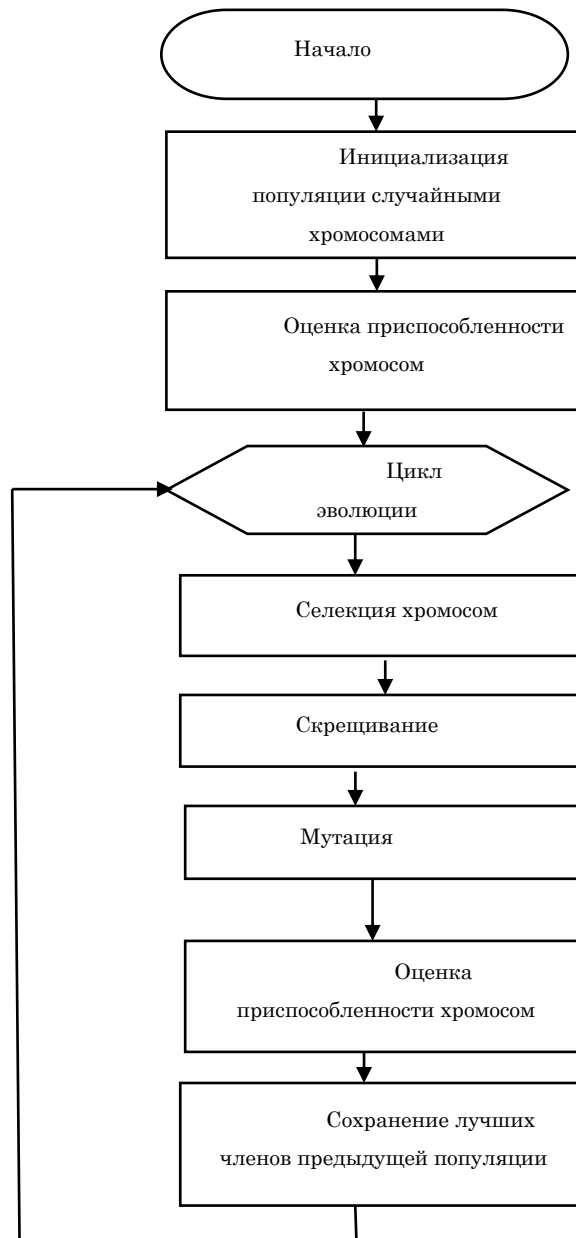 Начало
Инициализация
популяции случайными
хромосомами
Оценка приспособленности
хромосом
Цикл
эволюции
Селекция хромосом
Скрещивание
Мутация
Оценка
приспособленности хромосом
Сохранение лучших
членов предыдущей популяции